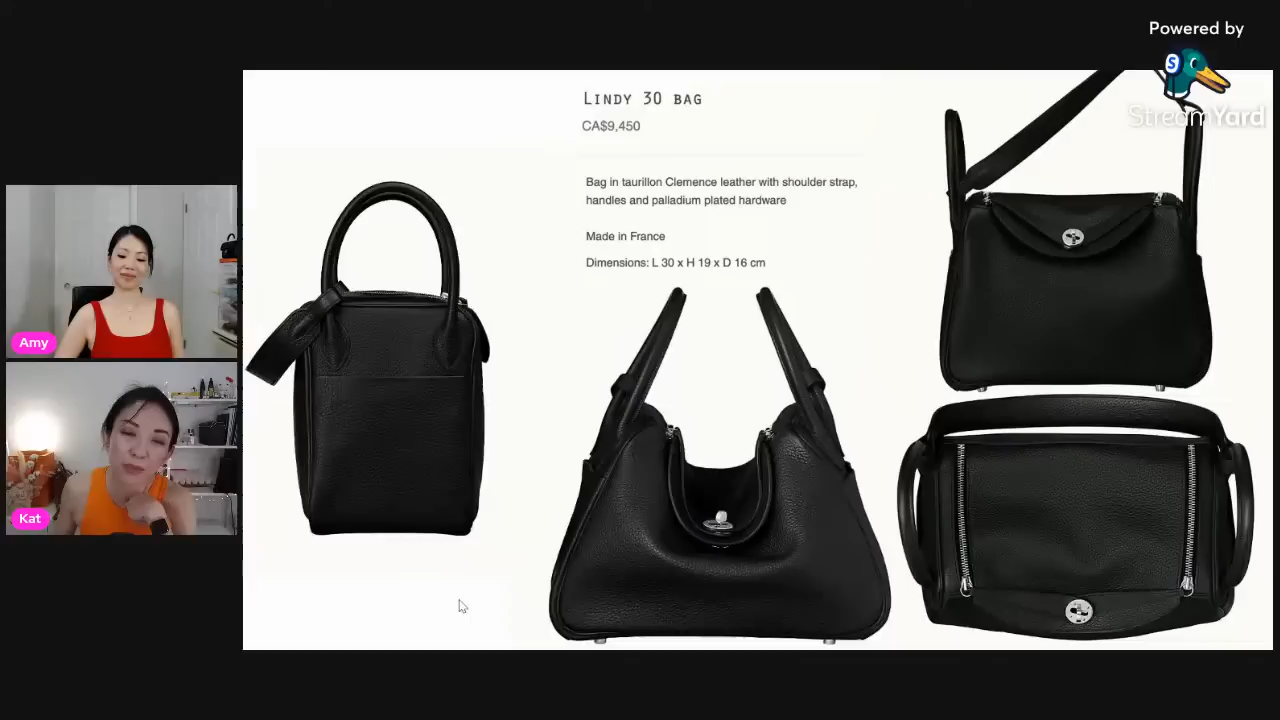 Powered by
S
StreamYard
LINDY 30 BAG
CA$9,450
Bag in taurillon Clemence leather with shoulder strap,
handles and palladium plated hardware
Made in France
Dimensions: L 30 x H 19 x D 16 cm
Amy
Kat